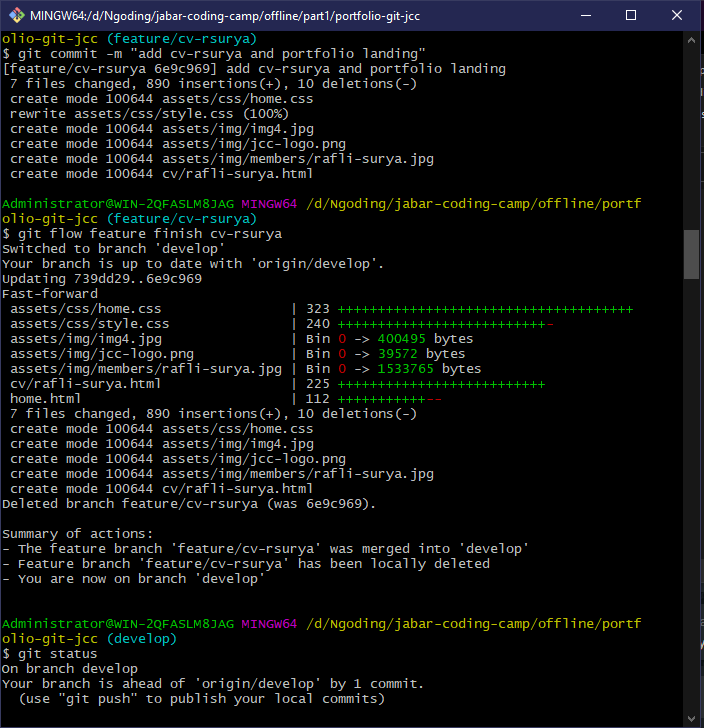 MINGW64:/d/Ngoding/jabar-coding-camp/offline/part1/portfolio-git-jcc
olio-git-jcc (feature/cv-rsurya)
$ git commit -m "add cv-rsurya and portfolio landing"
[feature/cv-rsurya 6e9c969] add cv-rsurya and portfolio landing
 7 files changed, 890 insertions(+), 10 deletions(-)
 create mode 100644 assets/css/home.css
 rewrite assets/css/style.css (100%)
 create mode 100644 assets/img/img4.jpg
 create mode 100644 assets/img/jcc-logo.png
 create mode 100644 assets/img/members/rafli-surya.jpg
 create mode 100644 cv/rafli-surya.html
Administrator@WIN-2QFASLM8JAG MINGW64 /d/Ngoding/jabar-coding-camp/offline/portf
olio-git-jcc (feature/cv-rsurya)
$ git flow feature finish cv-rsurya
Switched to branch 'develop'
Your branch is up to date with 'origin/develop'.
Updating 739dd29..6e9c969
Fast-forward
 assets/css/home.css                | 323 +++++++++++++++++++++++++++++++++++++
 assets/css/style.css               | 240 ++++++++++++++++++++++++++-
 assets/img/img4.jpg                | Bin 0 -> 400495 bytes
 assets/img/jcc-logo.png            | Bin 0 -> 39572 bytes
 assets/img/members/rafli-surya.jpg | Bin 0 -> 1533765 bytes
 cv/rafli-surya.html                | 225 ++++++++++++++++++++++++++
 home.html                          | 112 +++++++++++--
 7 files changed, 890 insertions(+), 10 deletions(-)
 create mode 100644 assets/css/home.css
 create mode 100644 assets/img/img4.jpg
 create mode 100644 assets/img/jcc-logo.png
 create mode 100644 assets/img/members/rafli-surya.jpg
 create mode 100644 cv/rafli-surya.html
Deleted branch feature/cv-rsurya (was 6e9c969).
Summary of actions:
- The feature branch 'feature/cv-rsurya' was merged into 'develop'
- Feature branch 'feature/cv-rsurya' has been locally deleted
- You are now on branch 'develop'
Administrator@WIN-2QFASLM8JAG MINGW64 /d/Ngoding/jabar-coding-camp/offline/portf
olio-git-jcc (develop)
$ git status
On branch develop
Your branch is ahead of 'origin/develop' by 1 commit.
  (use "git push" to publish your local commits)